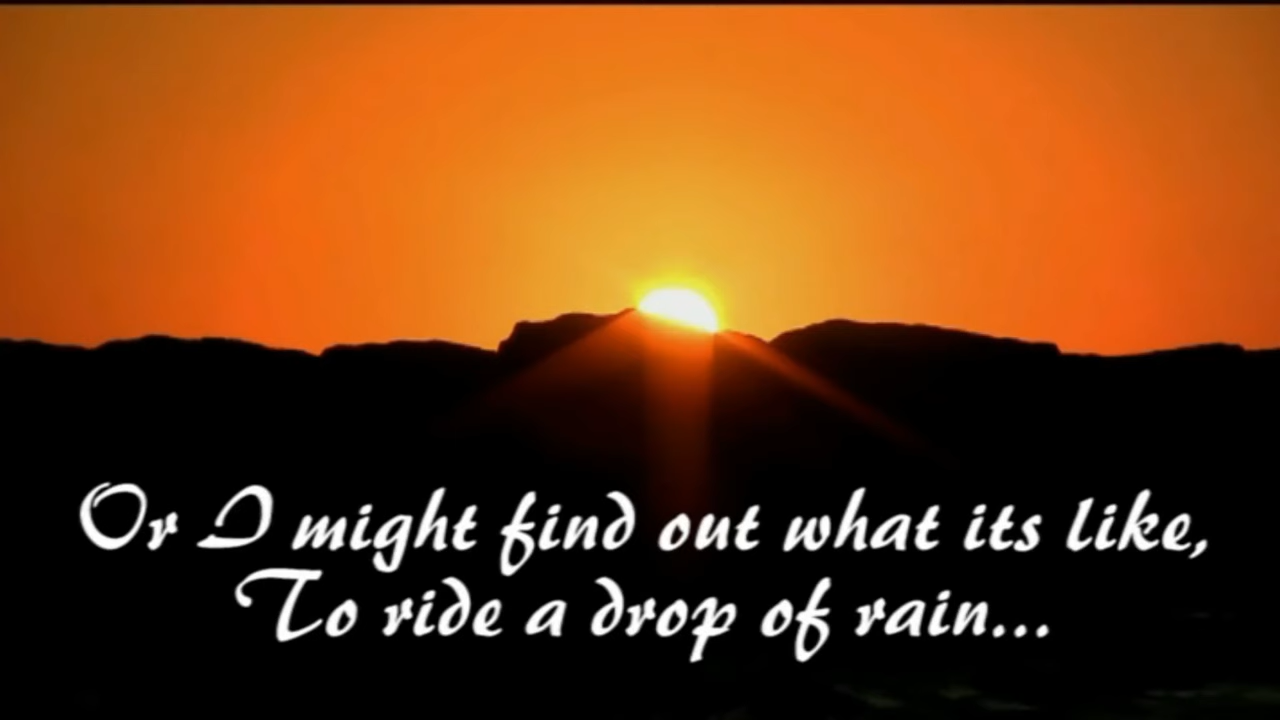 Or I might find out what its like,
To ride a drop of rain...